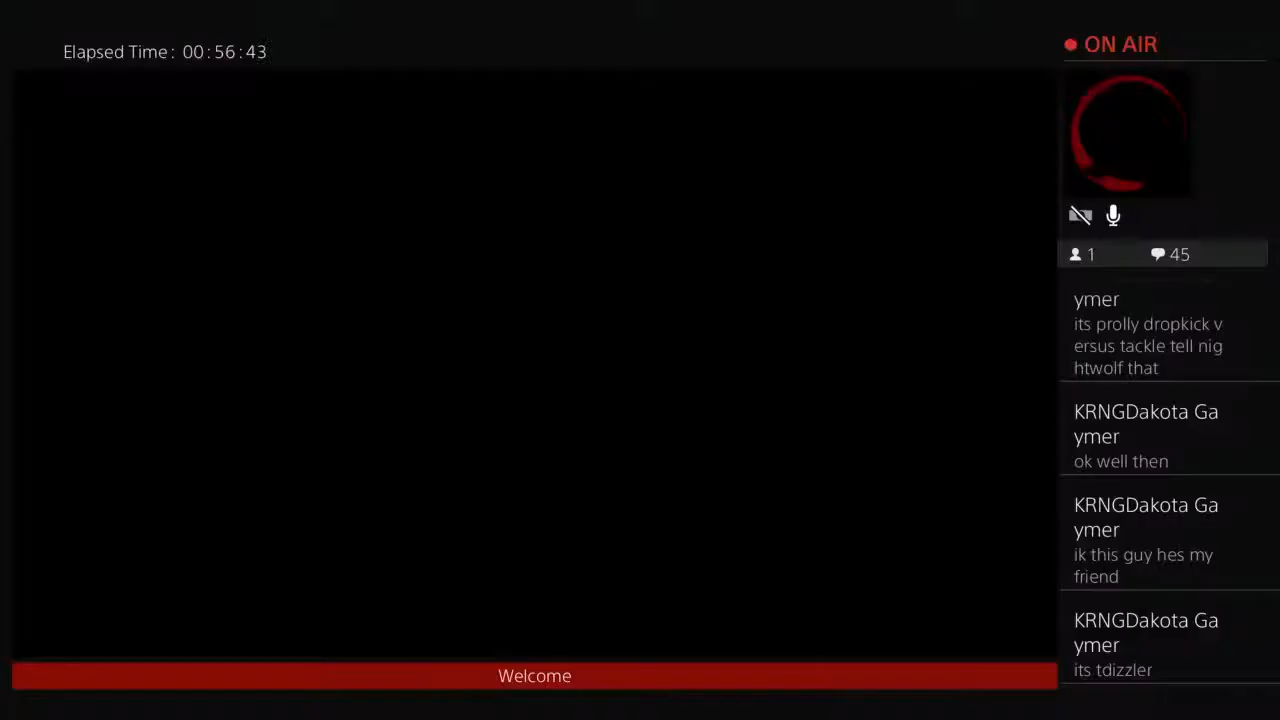 Elapsed Time: 00:56:43
ON AIR
1
45
ymer
its prolly dropkick v
ersus tackle tell nig
htwolf that
KRNGDakota Ga
ymer
ok well then
KRNGDakota Ga
ymer
ik this guy hes my
friend
KRNGDakota Ga
ymer
its tdizzler
Welcome